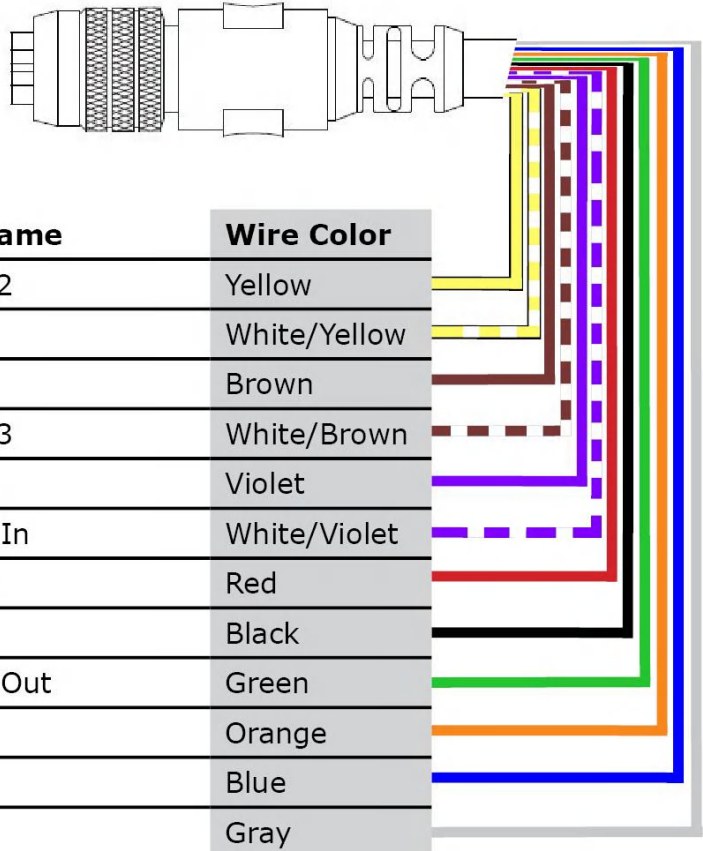 ame Wire Color
2 Yellow
White/Yellow
Brown
3 White/Brown
Violet
In White/Violet
Red
Black
Out Green
Orange
Blue
Gray